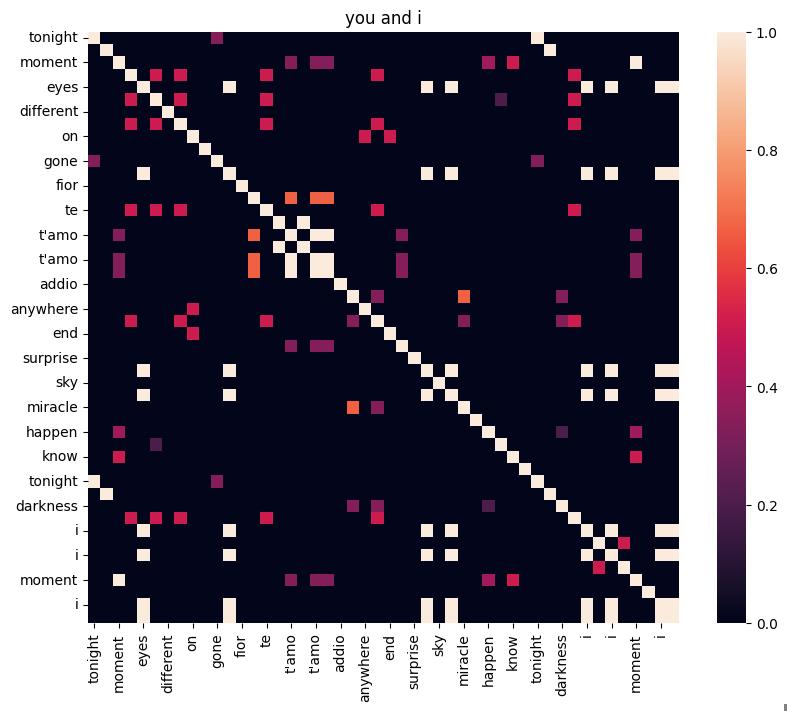 you and i
tonight
moment
eyes
different
on
gone
fior
te
t'amo
t'amo
addio
anywhere
end
surprise
sky
miracle
happen
know
tonight
darkness
i
i
moment
i
1.0
0.8
0.6
0.4
0.2
0.0
tonight
moment
eyes
different
on
gone
fior
te
t'amo
t'amo
addio
anywhere
end
surprise
sky
miracle
happen
know
tonight
darkness
i
i
moment
i